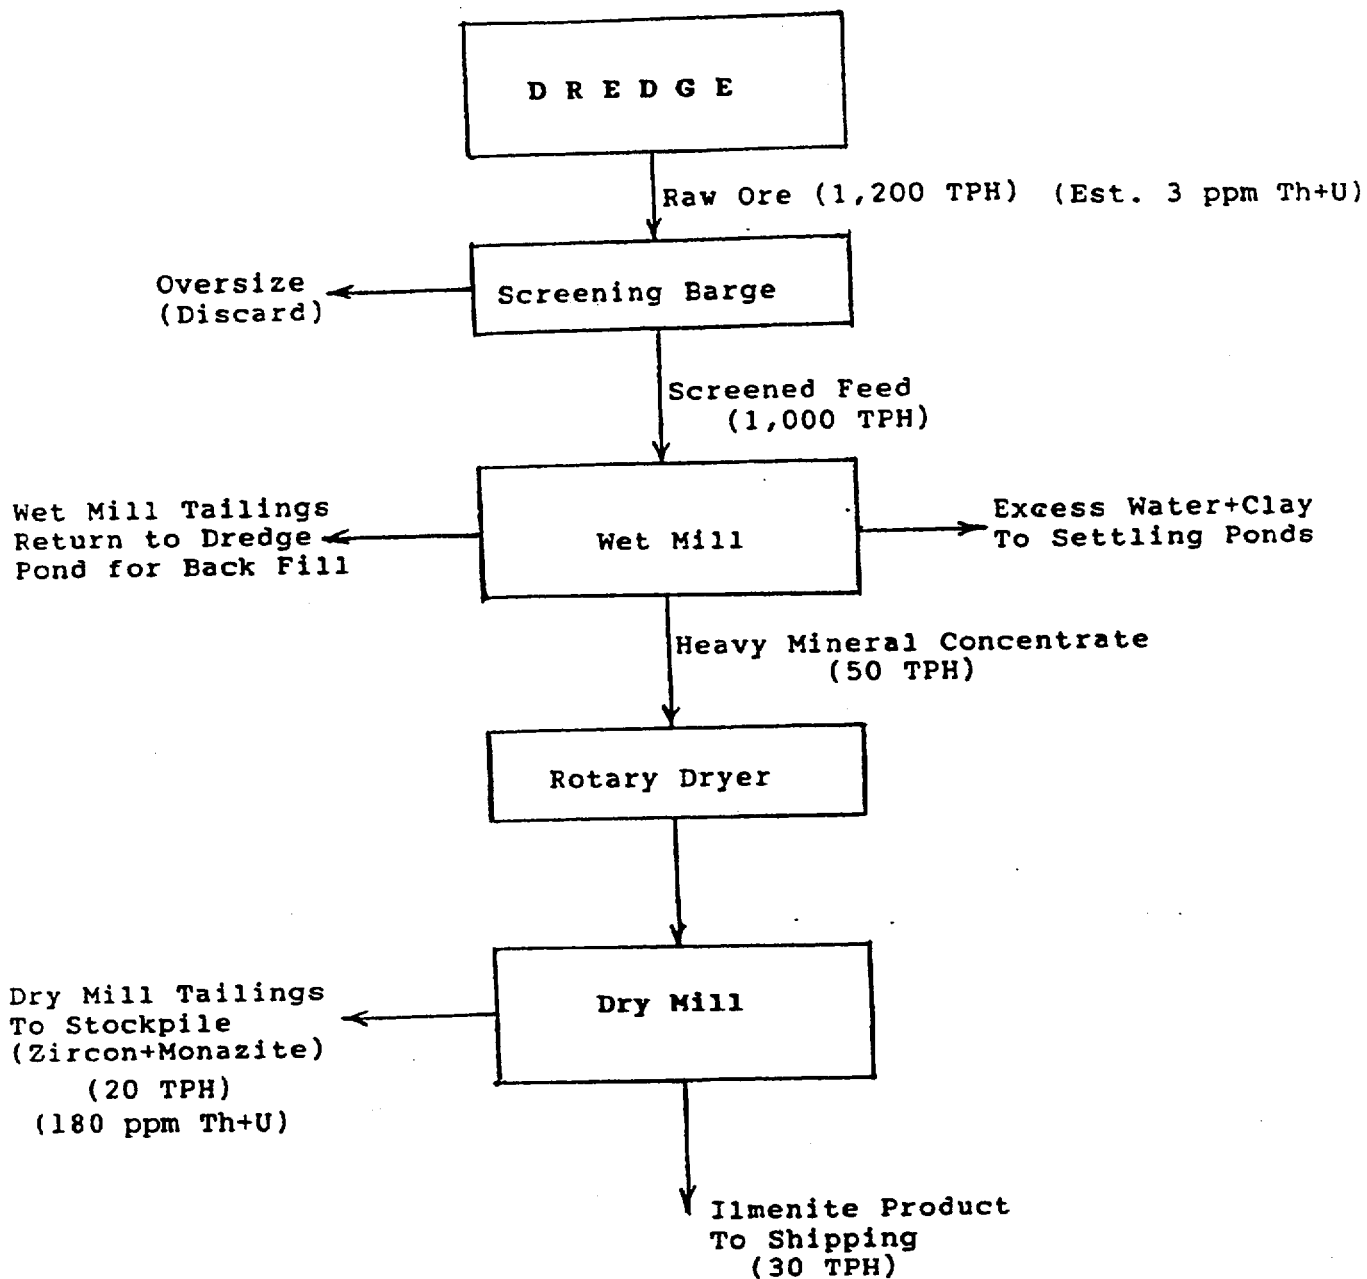 D R E D G E
Raw Ore (1,200 TPH) (Est. 3 ppm Th+U)
Oversize
(Discard)
Screening Barge
Screened Feed
(1,000 TPH)
Wet Mill Tailings
Return to Dredge
Pond for Back Fill
Wet Mill
Excess Water+Clay
To Settling Ponds
Heavy Mineral Concentrate
(50 TPH)
Rotary Dryer
Dry Mill Tailings
To Stockpile
(Zircon+Monazite)
(20 TPH)
(180 ppm Th+U)
Dry Mill
Ilmenite Product
To Shipping
(30 TPH)